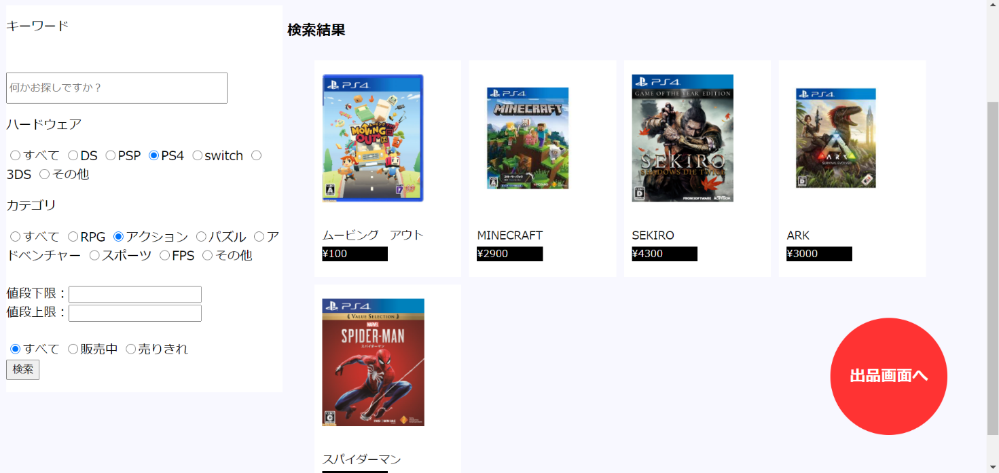 キーワード
何かお探しですか？
ハードウェア
すべて DS PSP PS4 switch
3DS その他
カテゴリ
すべて RPG アクション パズル ア
ドベンチャー スポーツ FPS その他
値段下限：
値段上限：
すべて 販売中 売りきれ
検索
検索結果
PS4
MOVING OUT
ムービング　アウト
¥100
PS4
MINECRAFT
MINECRAFT
¥2900
PS4
GAME OF THE YEAR EDITION
SEKIRO
SHADOWS DIE TWICE
FROM SOFTWARE ACTIVISION
SEKIRO
¥4300
PS4
ARK
SURVIVAL EVOLVED
ARK
¥3000
PS4
VALUE SELECTION
MARVEL
SPIDER-MAN
スパイダーマン
INSOMNIAC
スパイダーマン
出品画面へ